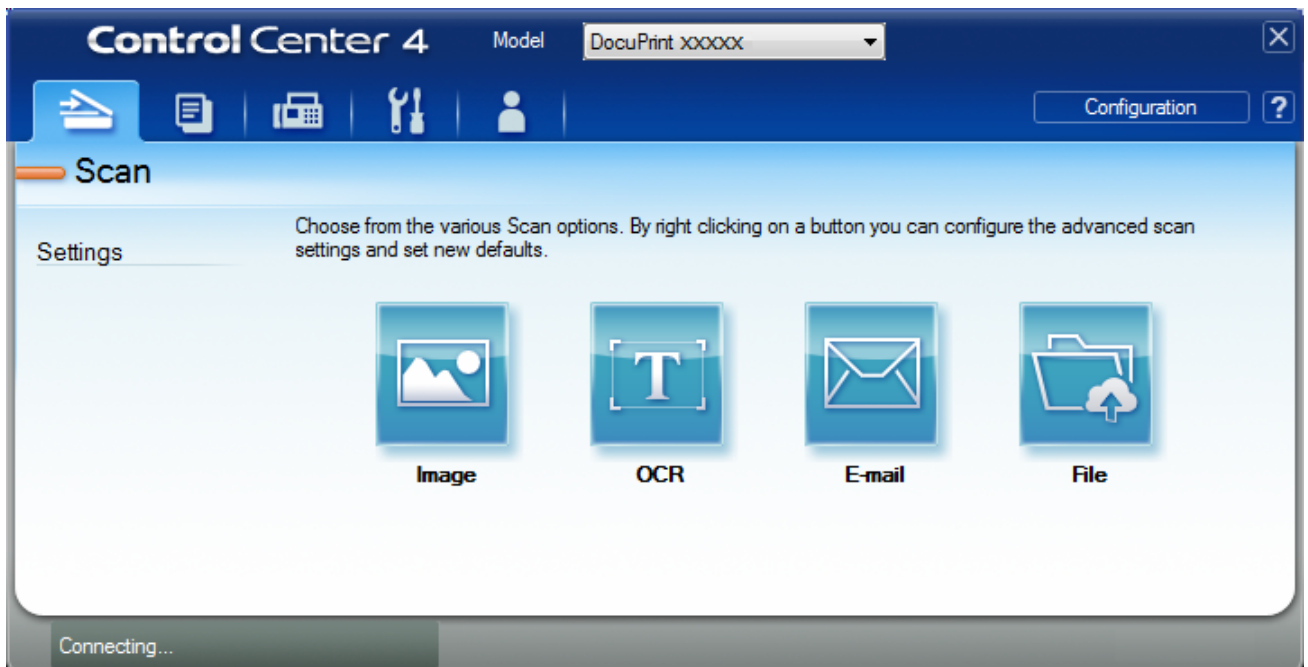 Control Center 4 Model DocuPrint XXXXX
Configuration ?
Scan
Settings
Choose from the various Scan options. By right clicking on a button you can configure the advanced scan
settings and set new defaults.
T
Image OCR E-mail File
Connecting...